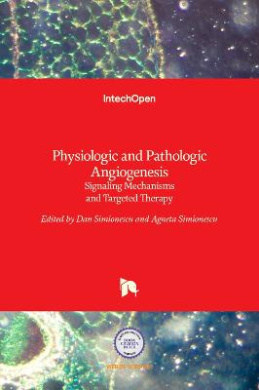 IntechOpen
Physiologic and Pathologic
Angiogenesis
Signaling Mechanisms
and Targeted Therapy
Edited by Dan Simionescu and Agneta Simionescu